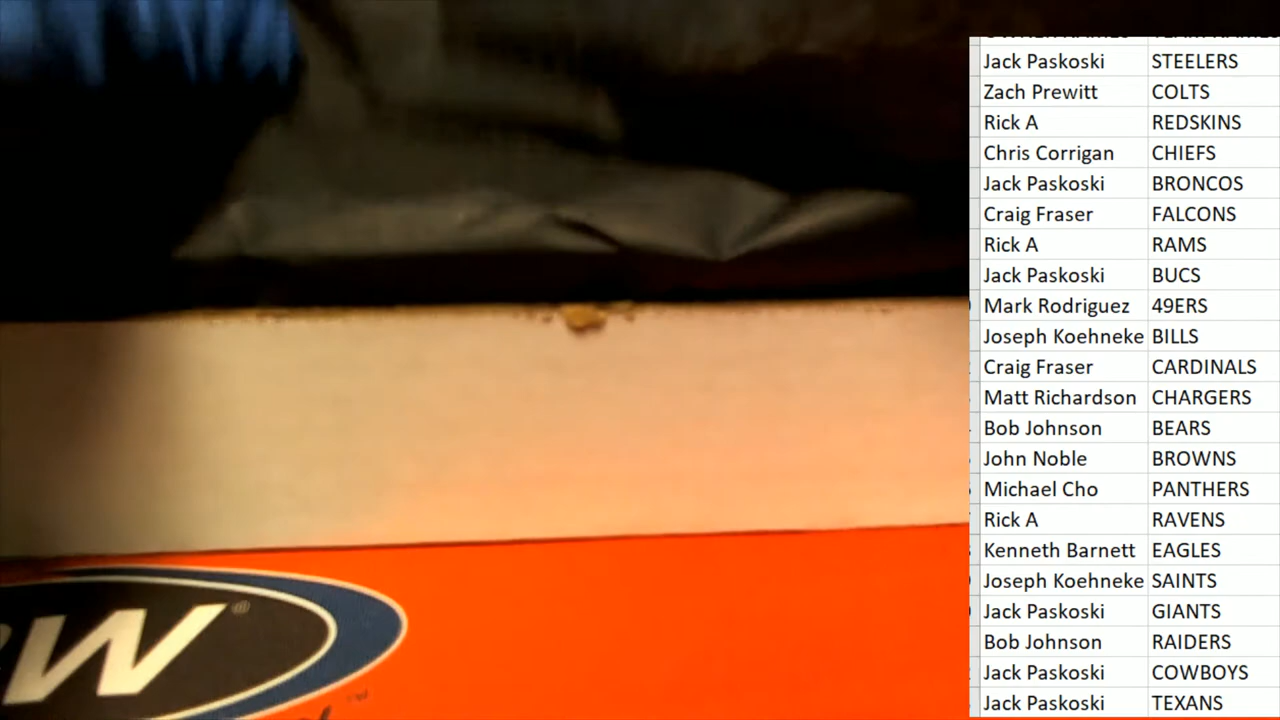 Jack Paskoski STEELERS
Zach Prewitt COLTS
Rick A REDSKINS
Chris Corrigan CHIEFS
Jack Paskoski BRONCOS
Craig Fraser FALCONS
Rick A RAMS
Jack Paskoski BUCS
Mark Rodriguez 49ERS
Joseph Koehneke BILLS
Craig Fraser CARDINALS
Matt Richardson CHARGERS
Bob Johnson BEARS
John Noble BROWNS
Michael Cho PANTHERS
Rick A RAVENS
Kenneth Barnett EAGLES
Joseph Koehneke SAINTS
Jack Paskoski GIANTS
Bob Johnson RAIDERS
Jack Paskoski COWBOYS
Jack Paskoski TEXANS
W®